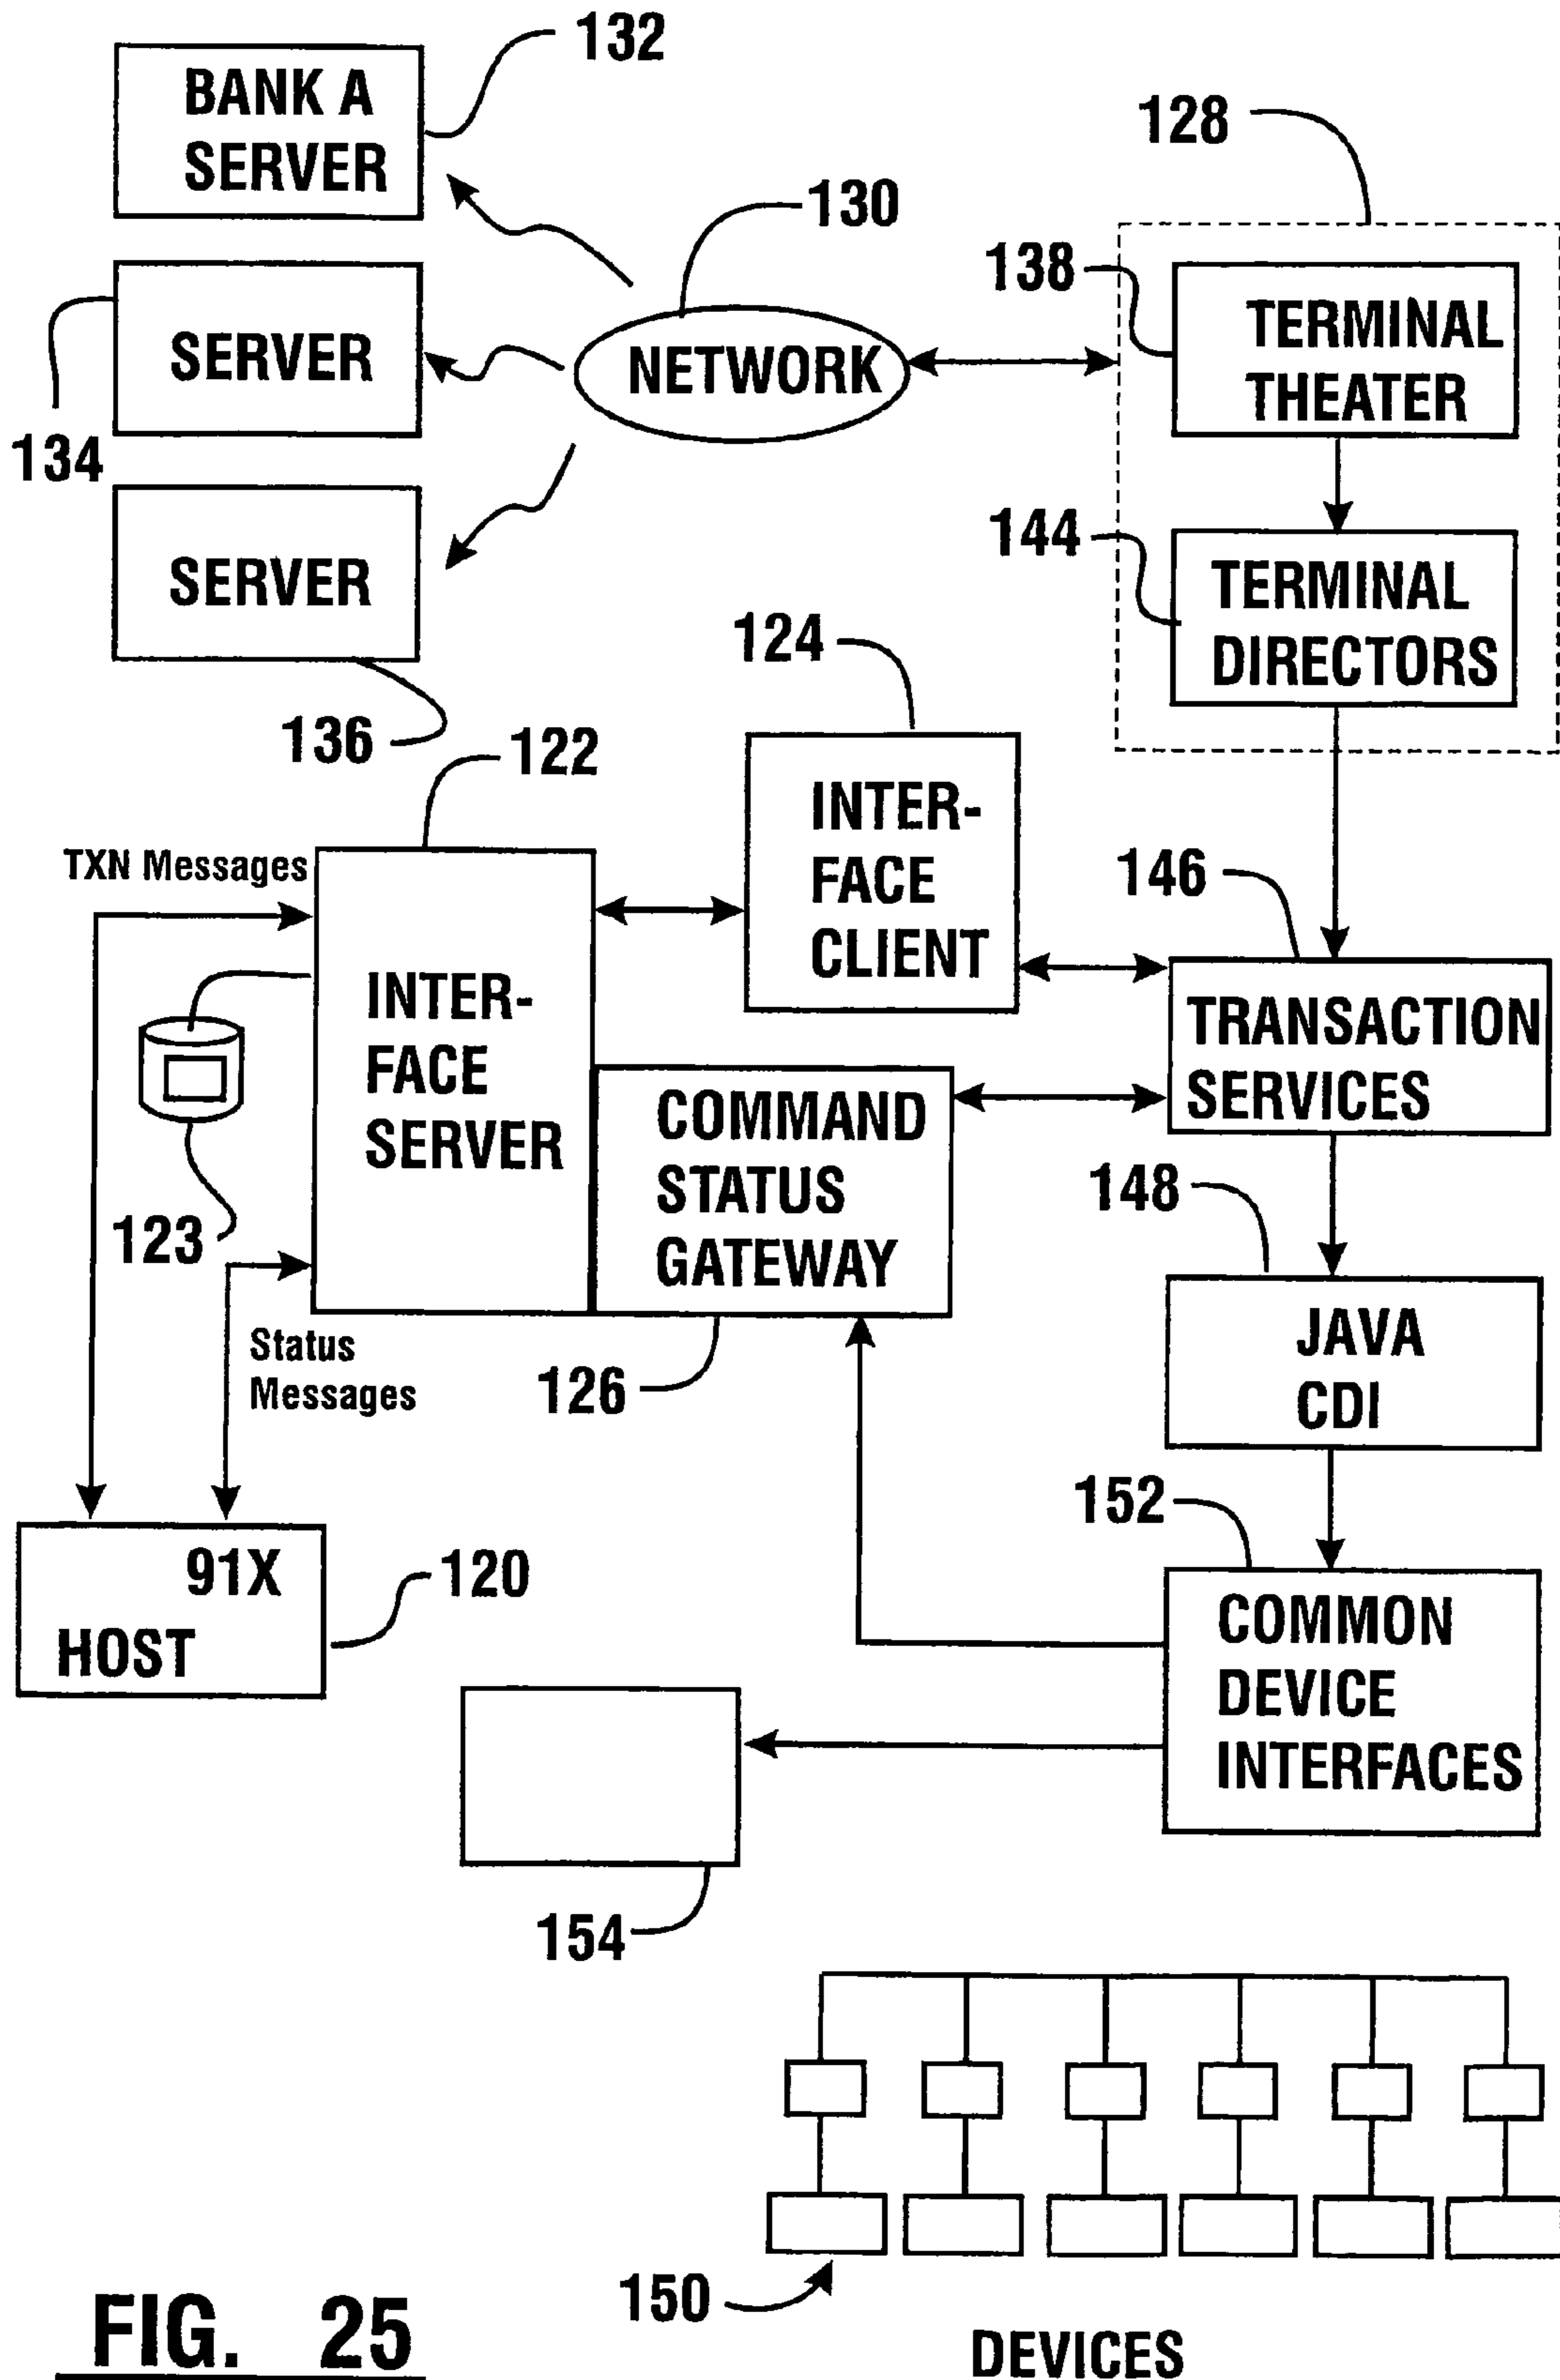 132
BANK A
SERVER
128
130
138
TERMINAL
THEATER
SERVER
NETWORK
134
144
TERMINAL
DIRECTORS
SERVER
124
136
122
INTER-
FACE
CLIENT
TXN Messages
146
INTER-
FACE
SERVER
TRANSACTION
SERVICES
COMMAND
STATUS
GATEWAY
123
148
Status
Messages
126
JAVA
CDI
152
91X
HOST
120
COMMON
DEVICE
INTERFACES
154
150
DEVICES
FIG. 25